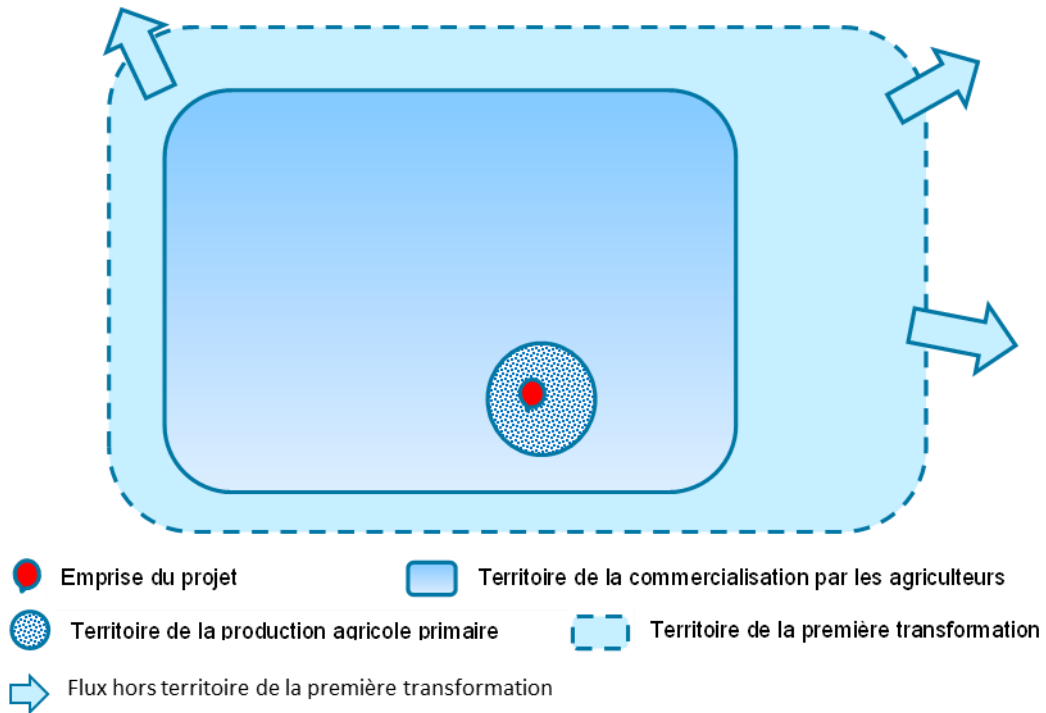 Emprise du projet
Territoire de la commercialisation par les agriculteurs
Territoire de la production agricole primaire
Territoire de la première transformation
Flux hors territoire de la première transformation